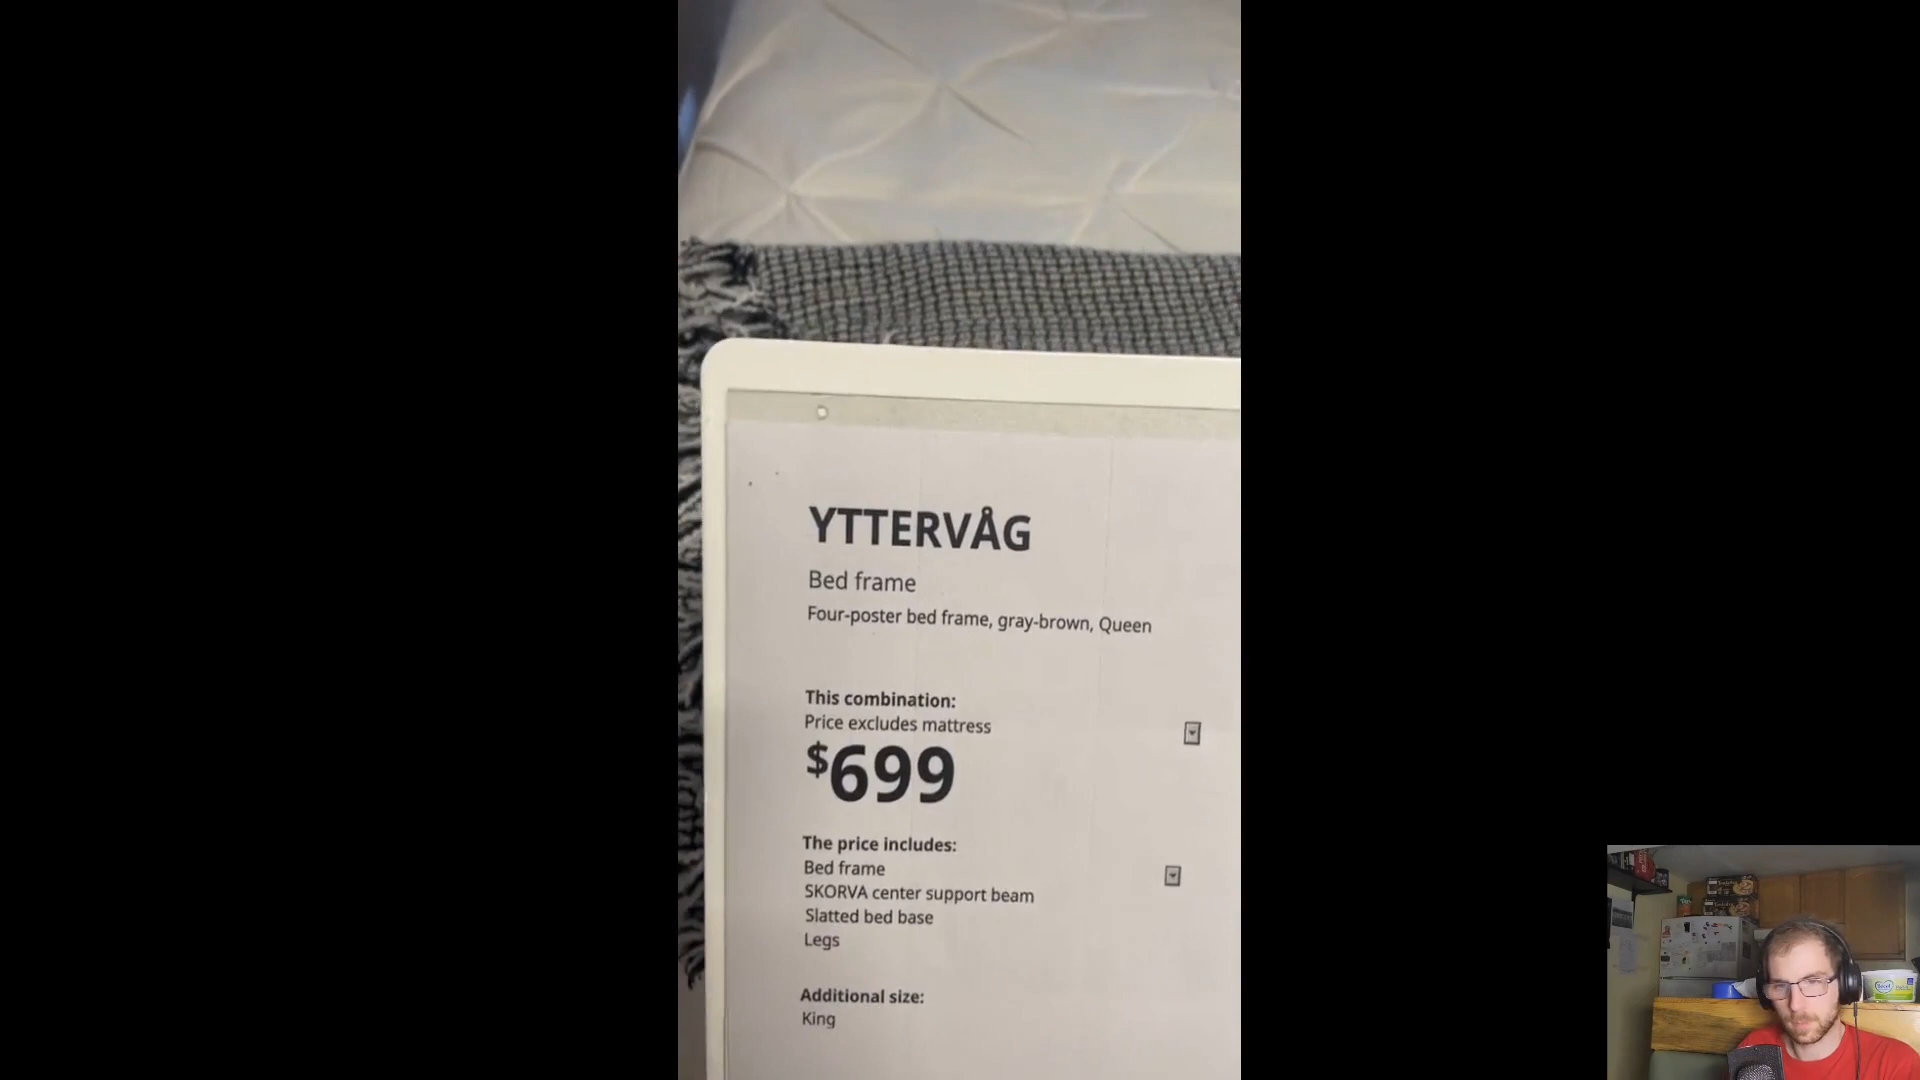 YTTERVÅG
Bed frame
Four-poster bed frame, gray-brown, Queen
This combination:
Price excludes mattress
$699
The price includes:
Bed frame
SKORVA center support beam
Slatted bed base
Legs
Additional size:
King